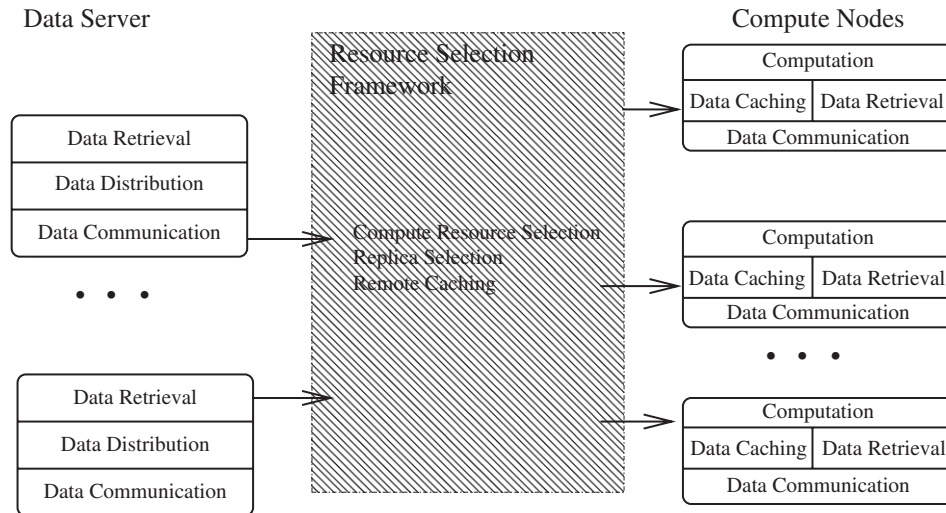 Data Server
Data Retrieval
Data Distribution
Data Communication
Data Retrieval
Data Distribution
Data Communication
Resource Selection
Framework
Compute Resource Selection
Replica Selection
Remote Caching
Compute Nodes
Computation
Data Caching Data Retrieval
Data Communication
Computation
Data Caching Data Retrieval
Data Communication
Computation
Data Caching Data Retrieval
Data Communication